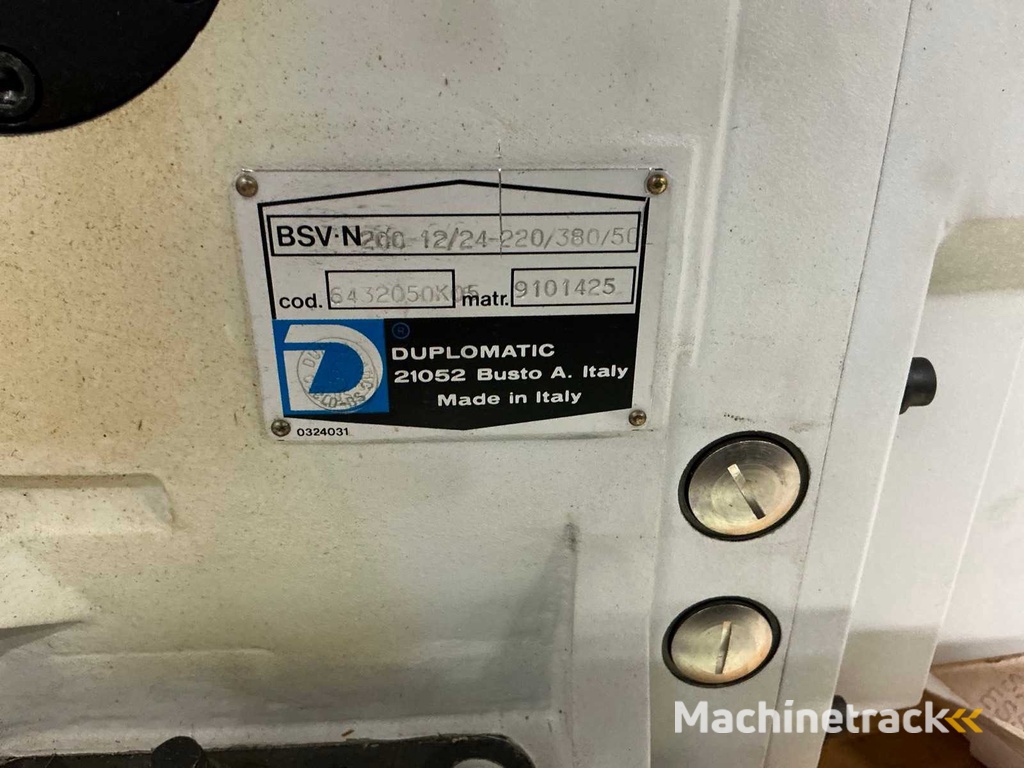 BSV·N 200-12/24-220/380/50
cod. 6432050K05 matr. 9101425
®
DUPLOMATIC
21052 Busto A. Italy
Made in Italy
0324031
Machinetrack